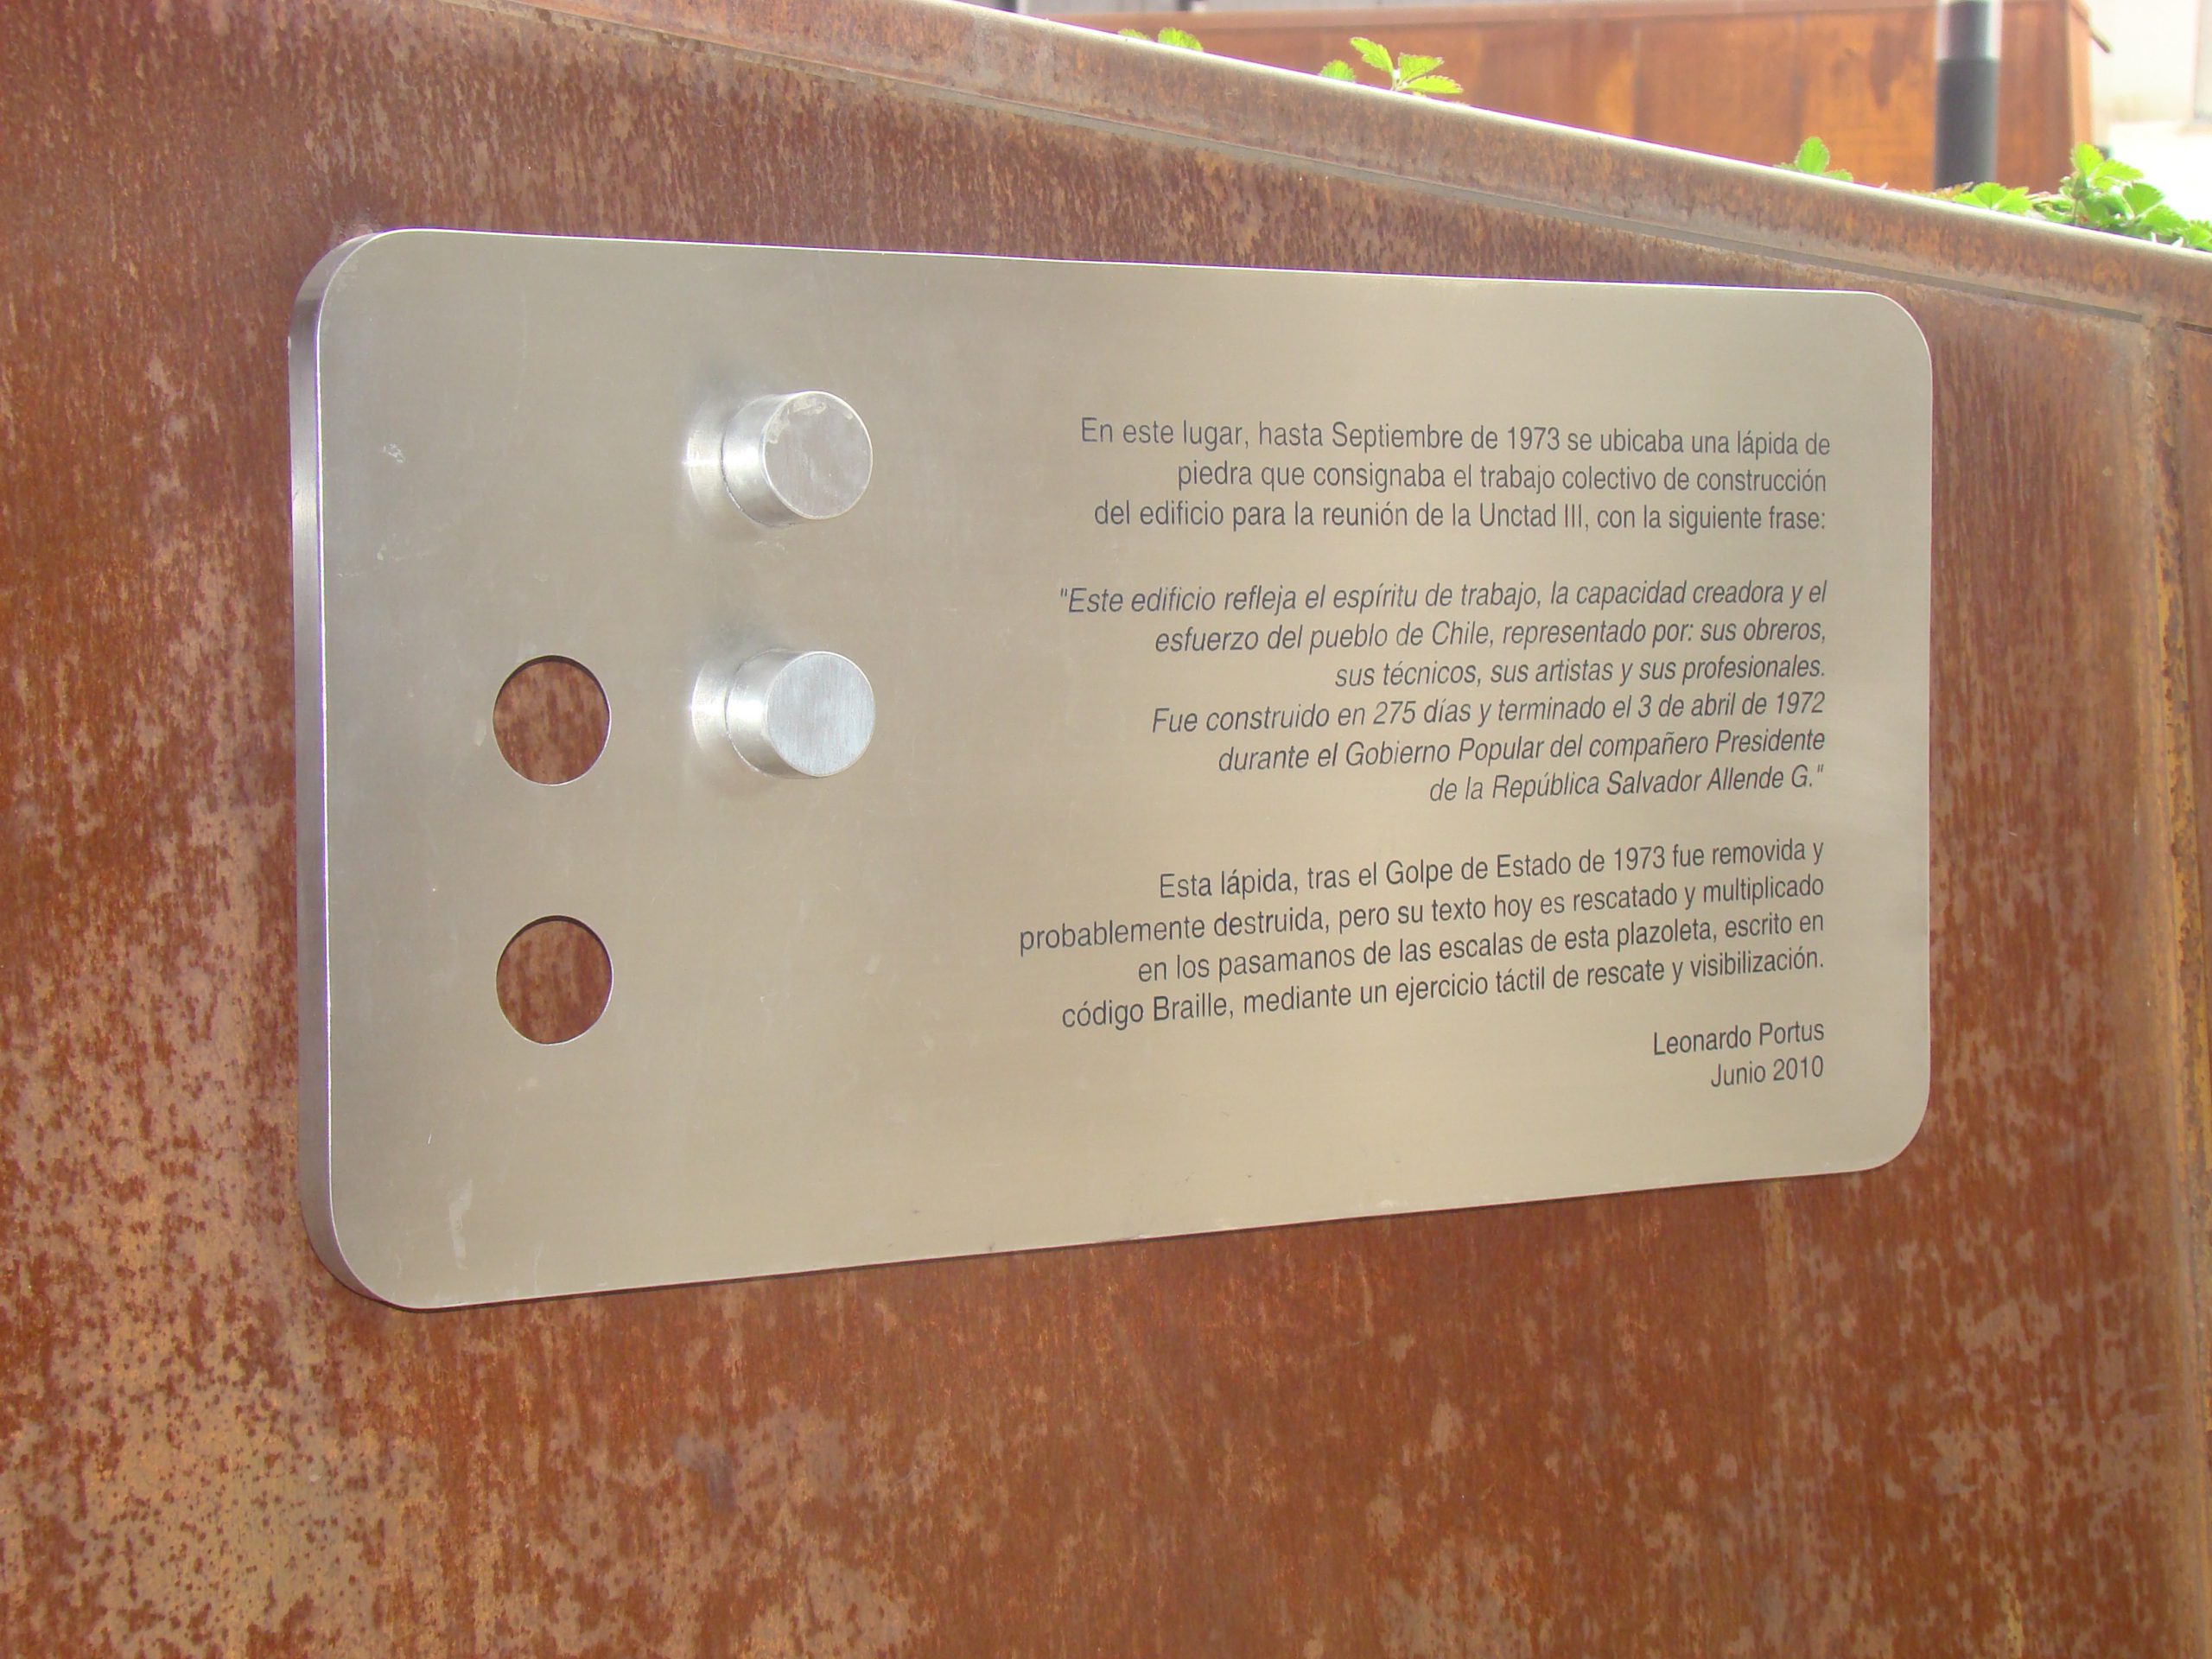 En este lugar, hasta Septiembre de 1973 se ubicaba una lápida de
piedra que consignaba el trabajo colectivo de construcción
del edificio para la reunión de la Unctad III, con la siguiente frase:
"Este edificio refleja el espíritu de trabajo, la capacidad creadora y el
esfuerzo del pueblo de Chile, representado por: sus obreros,
sus técnicos, sus artistas y sus profesionales.
Fue construido en 275 días y terminado el 3 de abril de 1972
durante el Gobierno Popular del compañero Presidente
de la República Salvador Allende G."
Esta lápida, tras el Golpe de Estado de 1973 fue removida y
probablemente destruida, pero su texto hoy es rescatado y multiplicado
en los pasamanos de las escalas de esta plazoleta, escrito en
código Braille, mediante un ejercicio táctil de rescate y visibilización.
Leonardo Portus
Junio 2010